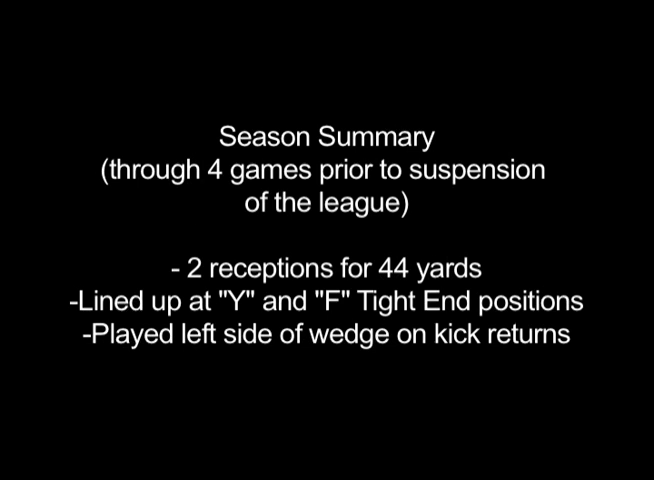 Season Summary
(through 4 games prior to suspension
of the league)
- 2 receptions for 44 yards
-Lined up at "Y" and "F" Tight End positions
-Played left side of wedge on kick returns